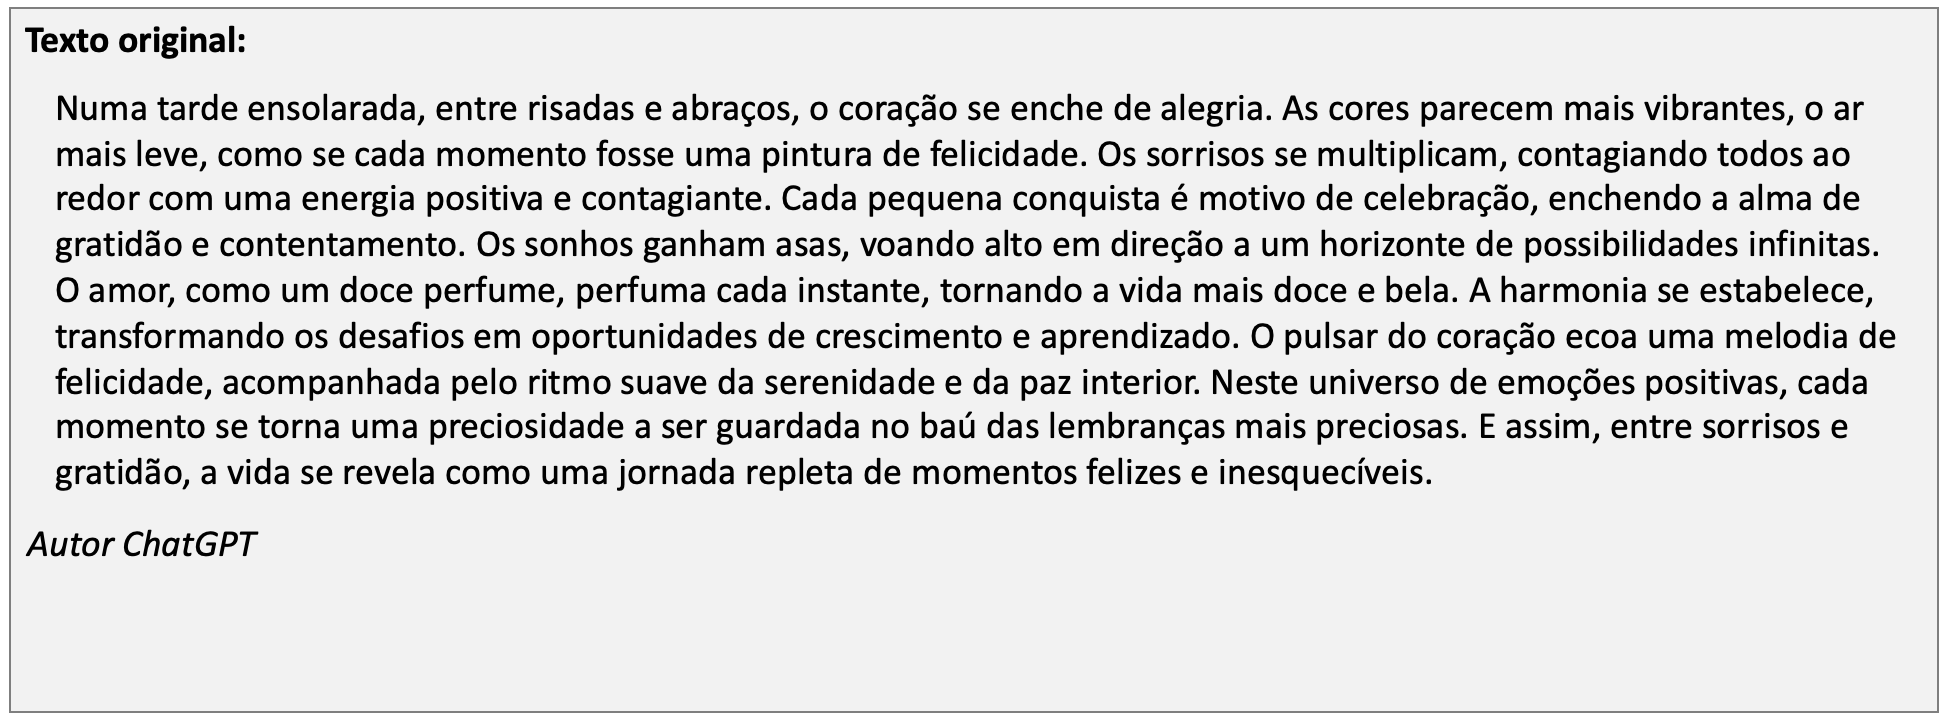 Texto original:
Numa tarde ensolarada, entre risadas e abraços, o coração se enche de alegria. As cores parecem mais vibrantes, o ar
mais leve, como se cada momento fosse uma pintura de felicidade. Os sorrisos se multiplicam, contagiando todos ao
redor com uma energia positiva e contagiante. Cada pequena conquista é motivo de celebração, enchendo a alma de
gratidão e contentamento. Os sonhos ganham asas, voando alto em direção a um horizonte de possibilidades infinitas.
O amor, como um doce perfume, perfuma cada instante, tornando a vida mais doce e bela. A harmonia se estabelece,
transformando os desafios em oportunidades de crescimento e aprendizado. O pulsar do coração ecoa uma melodia de
felicidade, acompanhada pelo ritmo suave da serenidade e da paz interior. Neste universo de emoções positivas, cada
momento se torna uma preciosidade a ser guardada no baú das lembranças mais preciosas. E assim, entre sorrisos e
gratidão, a vida se revela como uma jornada repleta de momentos felizes e inesquecíveis.
Autor ChatGPT